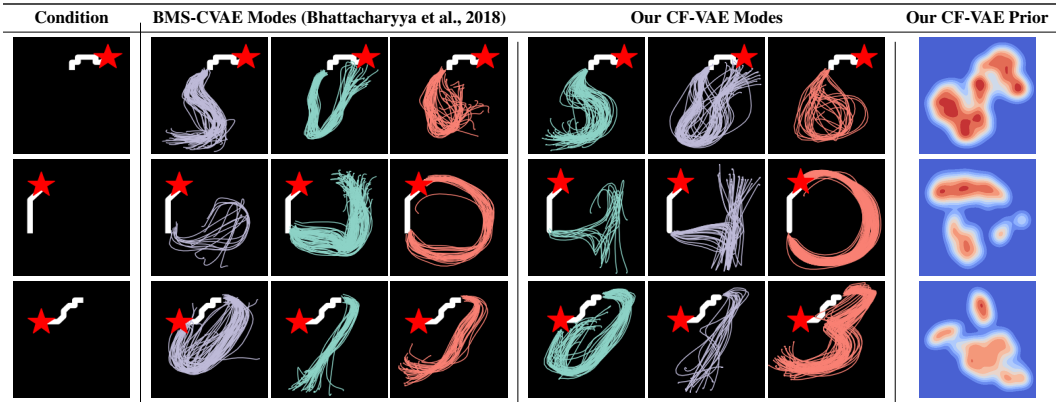 Condition BMS-CVAE Modes (Bhattacharyya et al., 2018) Our CF-VAE Modes Our CF-VAE Prior